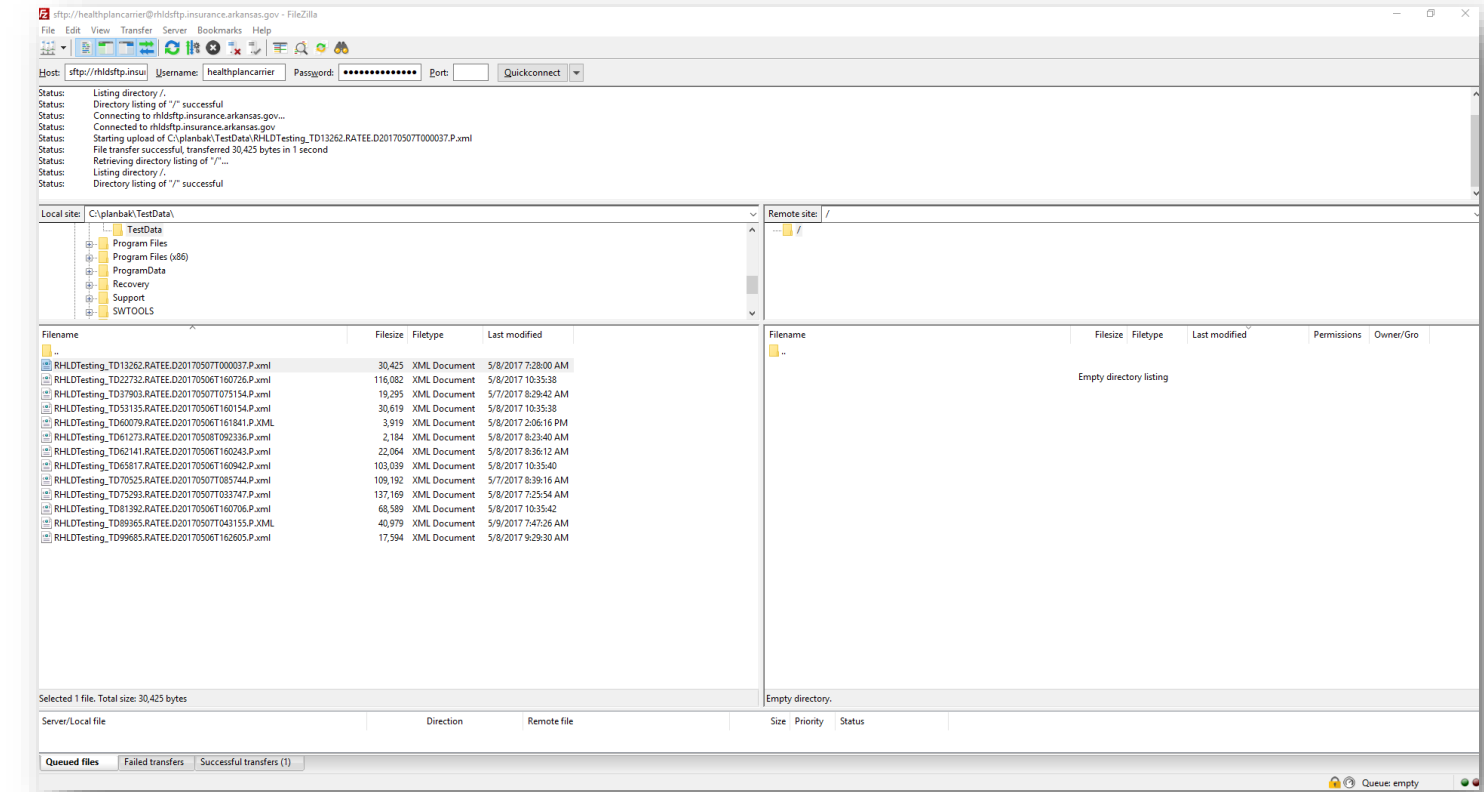 sftp://healthplancarrier@rhldsftp.insurance.arkansas.gov - FileZilla
File Edit View Transfer Server Bookmarks Help
Host: sftp://rhldsftp.insu Username: healthplancarrier Password: •••••••••••••• Port: Quickconnect
Status: Listing directory /.
Status: Directory listing of "/" successful
Status: Connecting to rhldsftp.insurance.arkansas.gov...
Status: Connected to rhldsftp.insurance.arkansas.gov
Status: Starting upload of C:\planbak\TestData\RHLDTesting_TD13262.RATEE.D20170507T000037.P.xml
Status: File transfer successful, transferred 30,425 bytes in 1 second
Status: Retrieving directory listing of "/"...
Status: Listing directory /.
Status: Directory listing of "/" successful
Local site: C:\planbak\TestData\
TestData
Program Files
Program Files (x86)
ProgramData
Recovery
Support
SWTOOLS
Remote site: /
/
Filename Filesize Filetype Last modified
..
RHLDTesting_TD13262.RATEE.D20170507T000037.P.xml 30,425 XML Document 5/8/2017 7:28:00 AM
RHLDTesting_TD22732.RATEE.D20170506T160726.P.xml 116,082 XML Document 5/8/2017 10:35:38
RHLDTesting_TD37903.RATEE.D20170507T075154.P.xml 19,295 XML Document 5/7/2017 8:29:42 AM
RHLDTesting_TD53135.RATEE.D20170506T160154.P.xml 30,619 XML Document 5/8/2017 10:35:38
RHLDTesting_TD60079.RATEE.D20170506T161841.P.XML 3,919 XML Document 5/8/2017 2:06:16 PM
RHLDTesting_TD61273.RATEE.D20170508T092336.P.xml 2,184 XML Document 5/8/2017 8:23:40 AM
RHLDTesting_TD62141.RATEE.D20170506T160243.P.xml 22,064 XML Document 5/8/2017 8:36:12 AM
RHLDTesting_TD65817.RATEE.D20170506T160942.P.xml 103,039 XML Document 5/8/2017 10:35:40
RHLDTesting_TD70525.RATEE.D20170507T085744.P.xml 109,192 XML Document 5/7/2017 8:39:16 AM
RHLDTesting_TD75293.RATEE.D20170507T033747.P.xml 137,169 XML Document 5/8/2017 7:25:54 AM
RHLDTesting_TD81392.RATEE.D20170506T160706.P.xml 68,589 XML Document 5/8/2017 10:35:42
RHLDTesting_TD89365.RATEE.D20170507T043155.P.XML 40,979 XML Document 5/9/2017 7:47:26 AM
RHLDTesting_TD99685.RATEE.D20170506T162605.P.xml 17,594 XML Document 5/8/2017 9:29:30 AM
Selected 1 file. Total size: 30,425 bytes
Filename Filesize Filetype Last modified Permissions Owner/Gro
..
Empty directory listing
Empty directory.
Server/Local file Direction Remote file Size Priority Status
Queued files Failed transfers Successful transfers (1)
Queue: empty